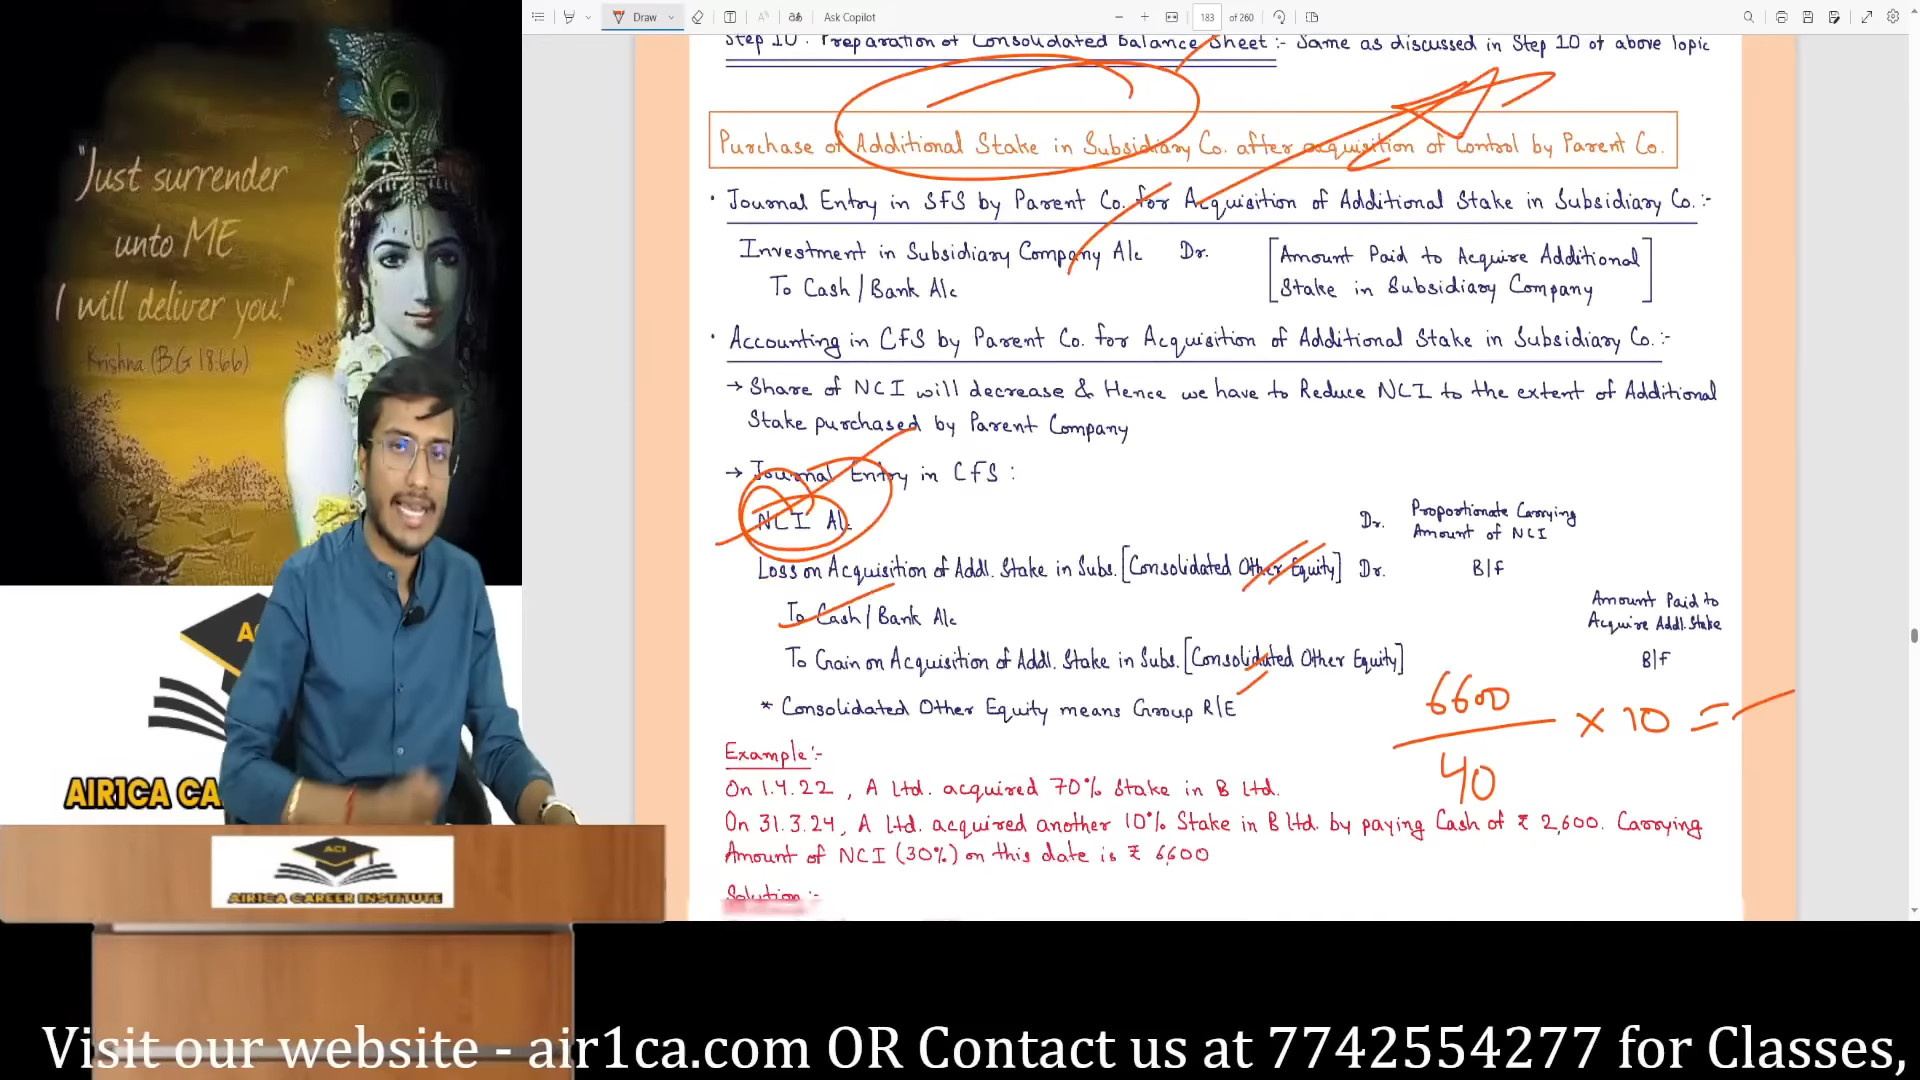 Draw
Ask Copilot
183 of 260
Step 10 : Preparation of Consolidated Balance Sheet :- Same as discussed in Step 10 of above topic
Purchase of Additional Stake in Subsidiary Co. after acquisition of Control by Parent Co.
• Journal Entry in SFS by Parent Co. for Acquisition of Additional Stake in Subsidiary Co. :-
Investment in Subsidiary Company A/c Dr. [Amount Paid to Acquire Additional
To Cash / Bank A/c Stake in Subsidiary Company]
• Accounting in CFS by Parent Co. for Acquisition of Additional Stake in Subsidiary Co. :-
→ Share of NCI will decrease & Hence we have to Reduce NCI to the extent of Additional
Stake purchased by Parent Company
→ Journal Entry in CFS :
NCI A/c Dr. Proportionate Carrying
Amount of NCI
Loss on Acquisition of Addl. Stake in Subs. [Consolidated Other Equity] Dr. B/f
To Cash / Bank A/c Amount Paid to
Acquire Addl. Stake
To Gain on Acquisition of Addl. Stake in Subs. [Consolidated Other Equity] B/f
* Consolidated Other Equity means Group R/E
6600
× 10 =
40
Example :-
On 1.4.22 , A Ltd. acquired 70% Stake in B Ltd.
On 31.3.24, A Ltd. acquired another 10% Stake in B Ltd. by paying Cash of ₹ 2,600. Carrying
Amount of NCI (30%) on this date is ₹ 6,600
Solution :-
"Just surrender
unto ME
I will deliver you!"
Krishna (B.G 18:66)
AIR1CA CA
ACI
AIR1CA CAREER INSTITUTE
Visit our website - air1ca.com OR Contact us at 7742554277 for Classes,